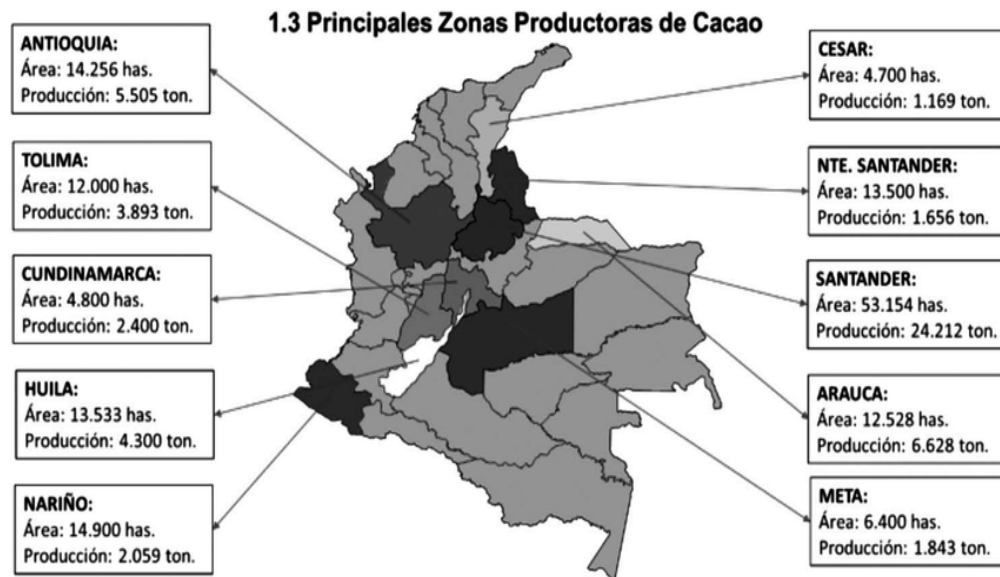 1.3 Principales Zonas Productoras de Cacao
ANTIOQUIA:
Área: 14.256 has.
Producción: 5.505 ton.
TOLIMA:
Área: 12.000 has.
Producción: 3.893 ton.
CUNDINAMARCA:
Área: 4.800 has.
Producción: 2.400 ton.
HUILA:
Área: 13.533 has.
Producción: 4.300 ton.
NARIÑO:
Área: 14.900 has.
Producción: 2.059 ton.
CESAR:
Área: 4.700 has.
Producción: 1.169 ton.
NTE. SANTANDER:
Área: 13.500 has.
Producción: 1.656 ton.
SANTANDER:
Área: 53.154 has.
Producción: 24.212 ton.
ARAUCA:
Área: 12.528 has.
Producción: 6.628 ton.
META:
Área: 6.400 has.
Producción: 1.843 ton.